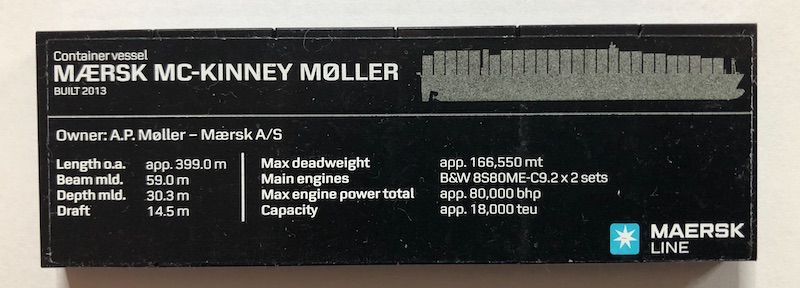 Container vessel
MÆRSK MC-KINNEY MØLLER
BUILT 2013
Owner: A.P. Møller – Mærsk A/S
Length o.a. app. 399.0 m
Beam mld. 59.0 m
Depth mld. 30.3 m
Draft 14.5 m
Max deadweight app. 166,550 mt
Main engines B&W 8S80ME-C9.2 x 2 sets
Max engine power total app. 80,000 bhp
Capacity app. 18,000 teu
MAERSK
LINE